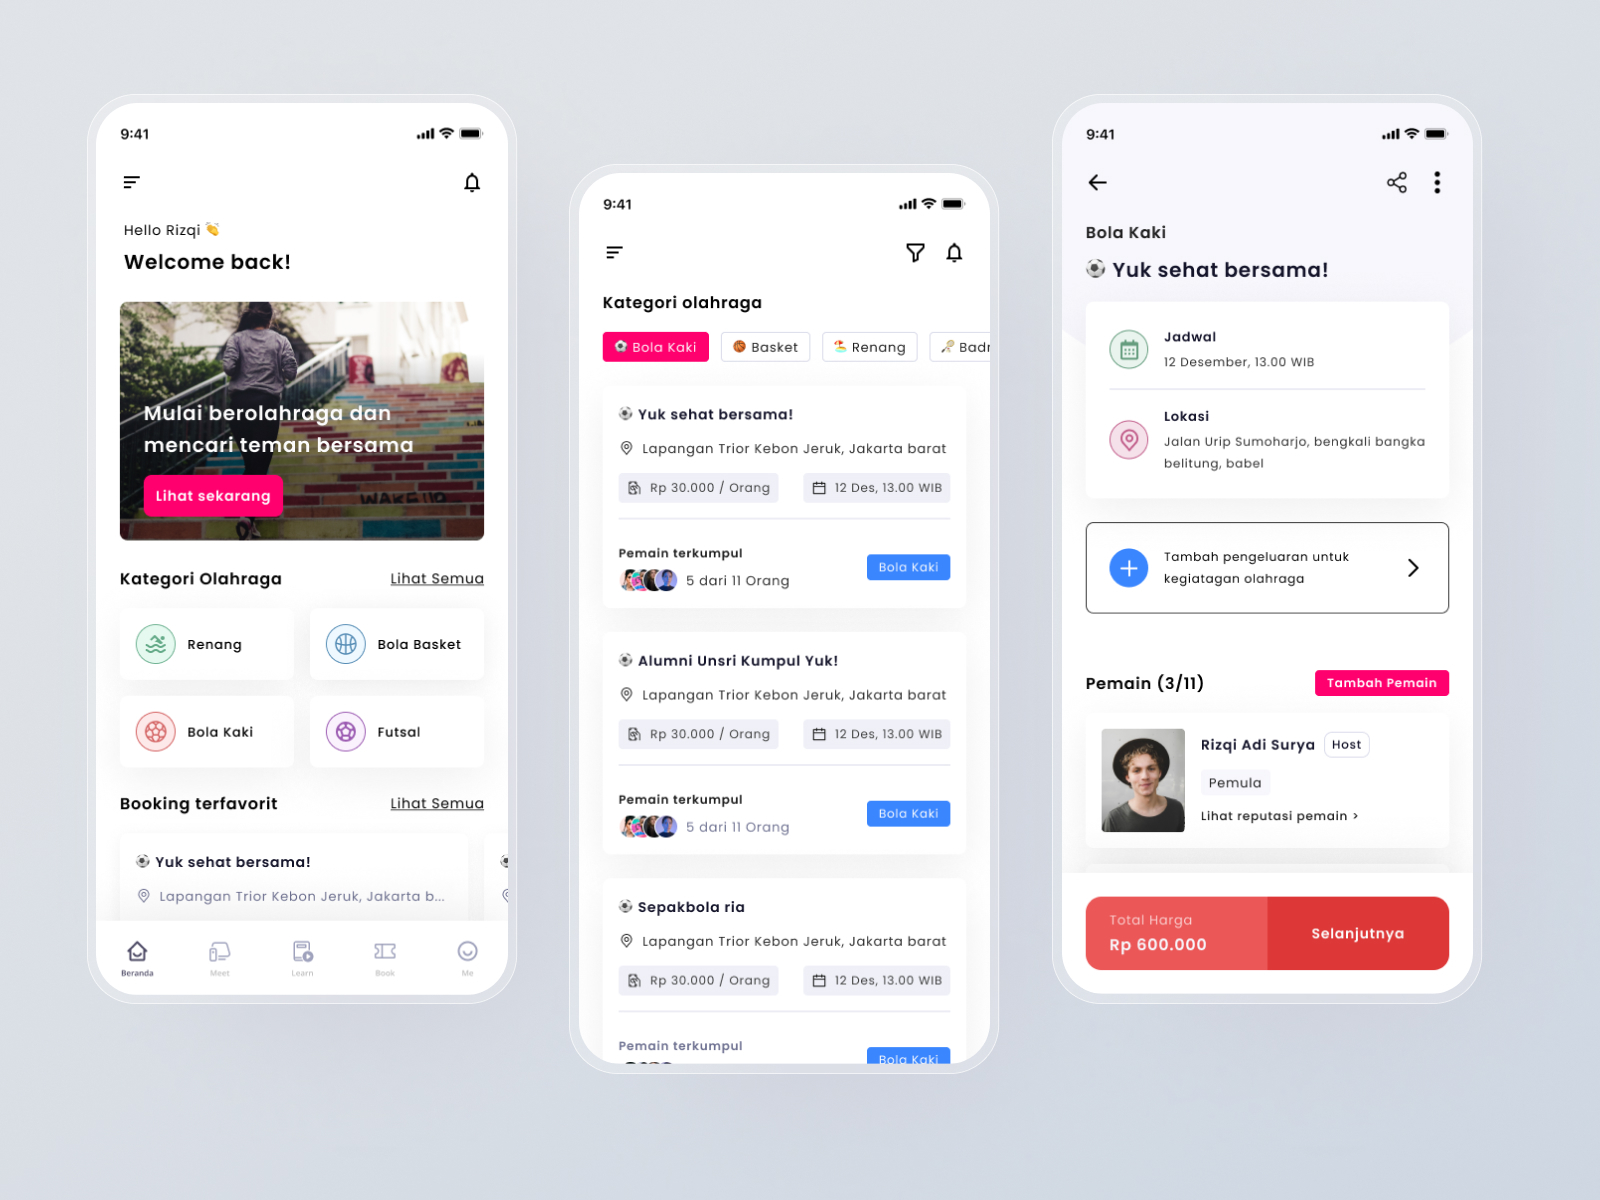 9:41
Hello Rizqi 👏
Welcome back!
Mulai berolahraga dan
mencari teman bersama
Lihat sekarang
Kategori Olahraga
Lihat Semua
Renang
Bola Basket
Bola Kaki
Futsal
Booking terfavorit
Lihat Semua
⚽ Yuk sehat bersama!
Lapangan Trior Kebon Jeruk, Jakarta b...
Beranda
Meet
Learn
Book
Me
9:41
Kategori olahraga
⚽ Bola Kaki
🏀 Basket
🏖️ Renang
Badr
⚽ Yuk sehat bersama!
Lapangan Trior Kebon Jeruk, Jakarta barat
Rp 30.000 / Orang
12 Des, 13.00 WIB
Pemain terkumpul
5 dari 11 Orang
Bola Kaki
⚽ Alumni Unsri Kumpul Yuk!
Lapangan Trior Kebon Jeruk, Jakarta barat
Rp 30.000 / Orang
12 Des, 13.00 WIB
Pemain terkumpul
5 dari 11 Orang
Bola Kaki
⚽ Sepakbola ria
Lapangan Trior Kebon Jeruk, Jakarta barat
Rp 30.000 / Orang
12 Des, 13.00 WIB
Pemain terkumpul
Bola Kaki
9:41
Bola Kaki
⚽ Yuk sehat bersama!
Jadwal
12 Desember, 13.00 WIB
Lokasi
Jalan Urip Sumoharjo, bengkali bangka
belitung, babel
Tambah pengeluaran untuk
kegiatagan olahraga
Pemain (3/11)
Tambah Pemain
Rizqi Adi Surya
Host
Pemula
Lihat reputasi pemain >
Total Harga
Rp 600.000
Selanjutnya